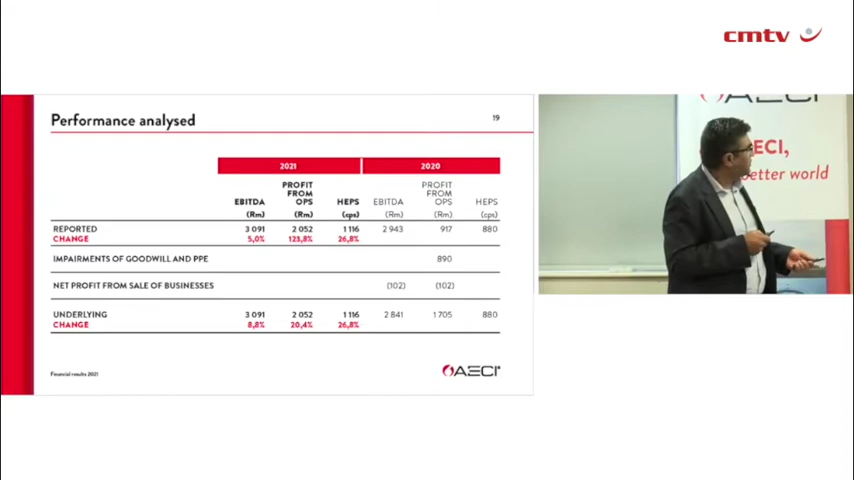 cmtv
Performance analysed
19
2021 2020
EBITDA (Rm) PROFIT FROM OPS (Rm) HEPS (cps) EBITDA (Rm) PROFIT FROM OPS (Rm) HEPS (cps)
REPORTED 3 091 2 052 1 116 2 943 917 880
CHANGE 5,0% 123,8% 26,8%
IMPAIRMENTS OF GOODWILL AND PPE 890
NET PROFIT FROM SALE OF BUSINESSES (102) (102)
UNDERLYING 3 091 2 052 1 116 2 841 1 705 880
CHANGE 8,8% 20,4% 26,8%
Financial results 2021
AECI
AECI
ECI,
better world